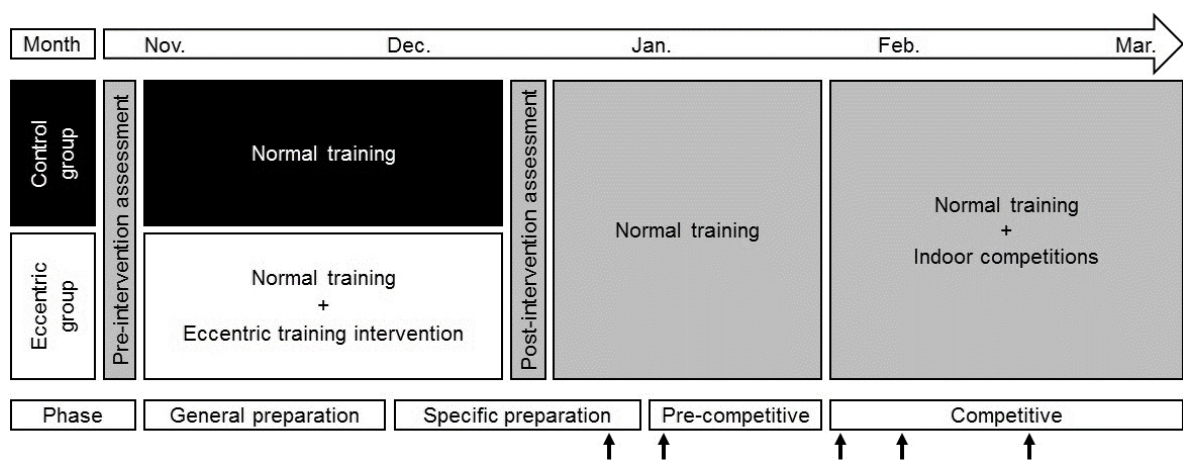 Month
Nov.
Dec.
Jan.
Feb.
Mar.
Control
group
Eccentric
group
Pre-intervention assessment
Normal training
Normal training
+
Eccentric training intervention
Post-intervention assessment
Normal training
Normal training
+
Indoor competitions
Phase
General preparation
Specific preparation
Pre-competitive
Competitive